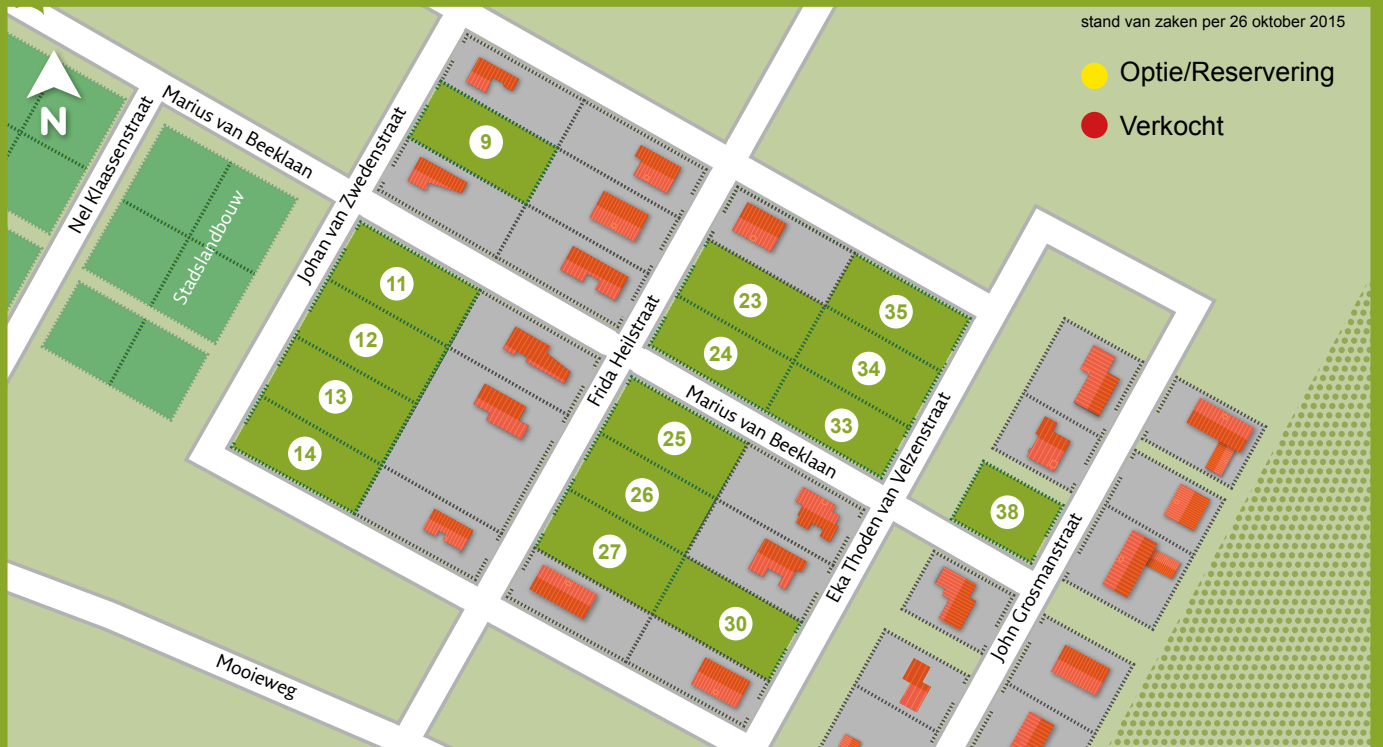 stand van zaken per 26 oktober 2015
Optie/Reservering
Verkocht
N
Nel Klaassenstraat
Marius van Beeklaan
Stadslandbouw
Johan van Zwedenstraat
9
11
12
13
14
Frida Heilstraat
23
24
35
34
33
Marius van Beeklaan
25
26
27
30
Eka Thoden van Velzenstraat
38
John Grosmanstraat
Mooieweg